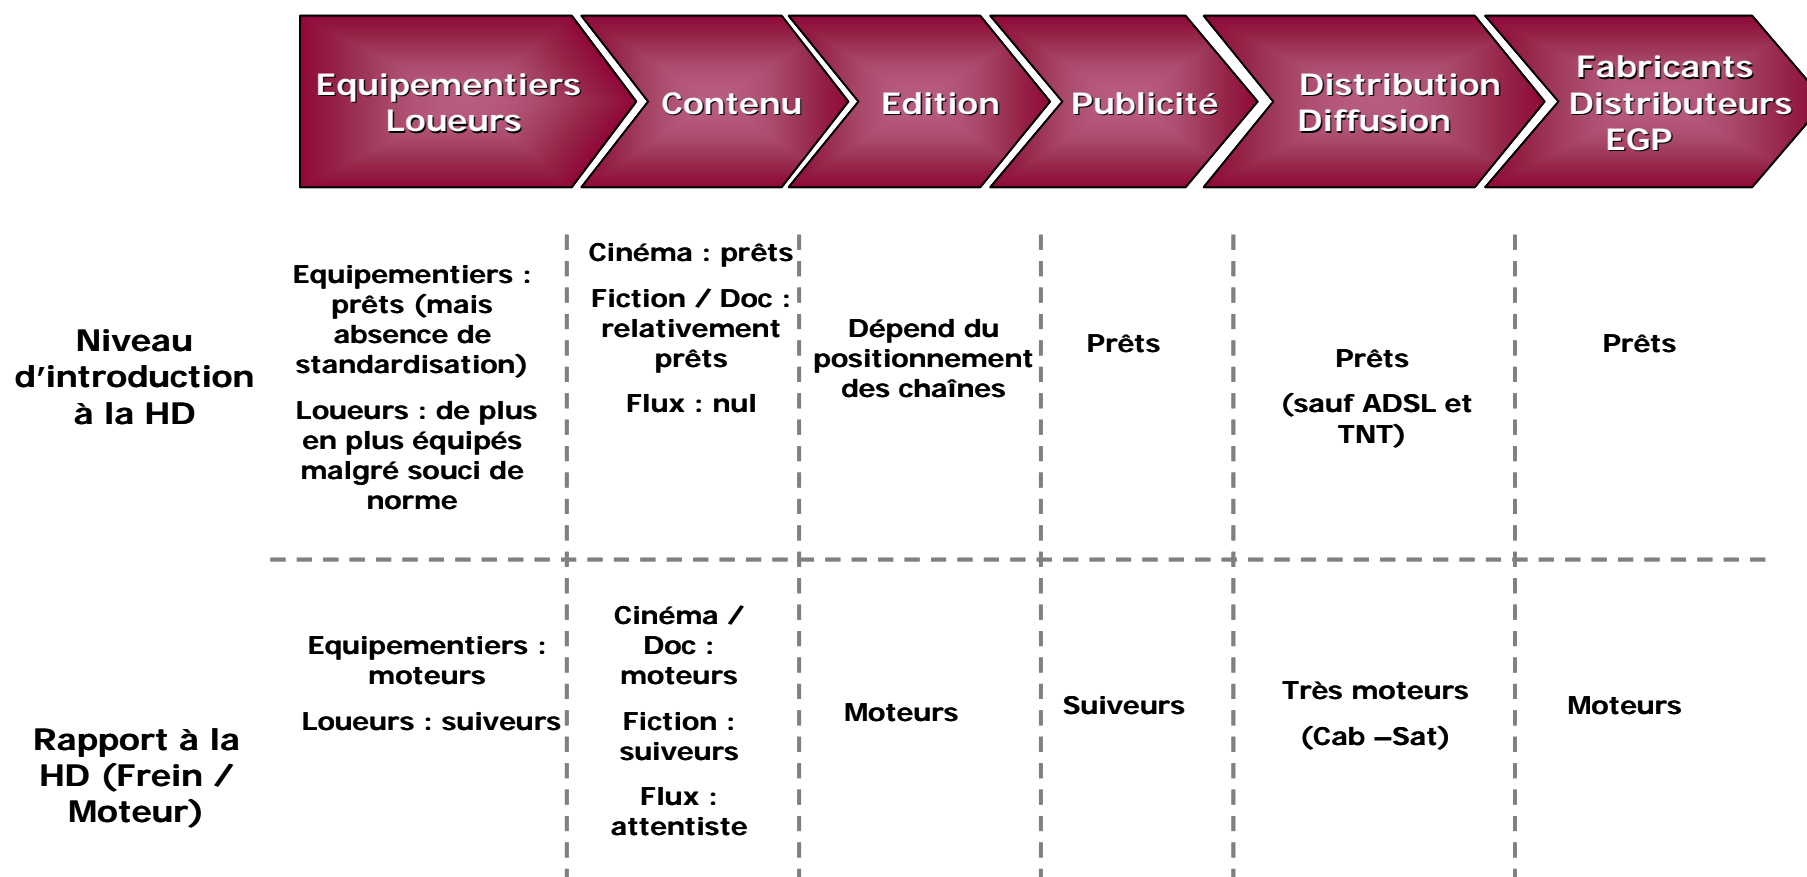 Equipementiers
Loueurs
Contenu
Edition
Publicité
Distribution
Diffusion
Fabricants
Distributeurs
EGP
Niveau
d’introduction
à la HD
Equipementiers :
prêts (mais
absence de
standardisation)
Loueurs : de plus
en plus équipés
malgré souci de
norme
Cinéma : prêts
Fiction / Doc :
relativement
prêts
Flux : nul
Dépend du
positionnement
des chaînes
Prêts
Prêts
(sauf ADSL et
TNT)
Prêts
Rapport à la
HD (Frein /
Moteur)
Equipementiers :
moteurs
Loueurs : suiveurs
Cinéma /
Doc :
moteurs
Fiction :
suiveurs
Flux :
attentiste
Moteurs
Suiveurs
Très moteurs
(Cab –Sat)
Moteurs